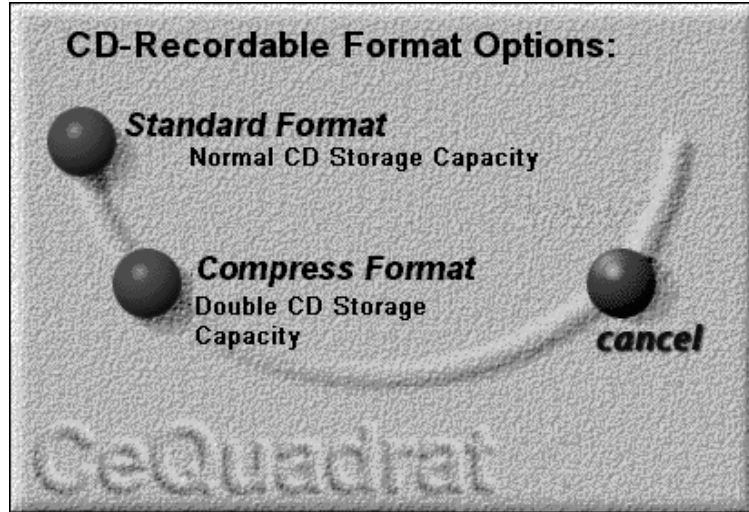 CD-Recordable Format Options:
Standard Format
Normal CD Storage Capacity
Compress Format
Double CD Storage
Capacity
cancel
CeQuadrat